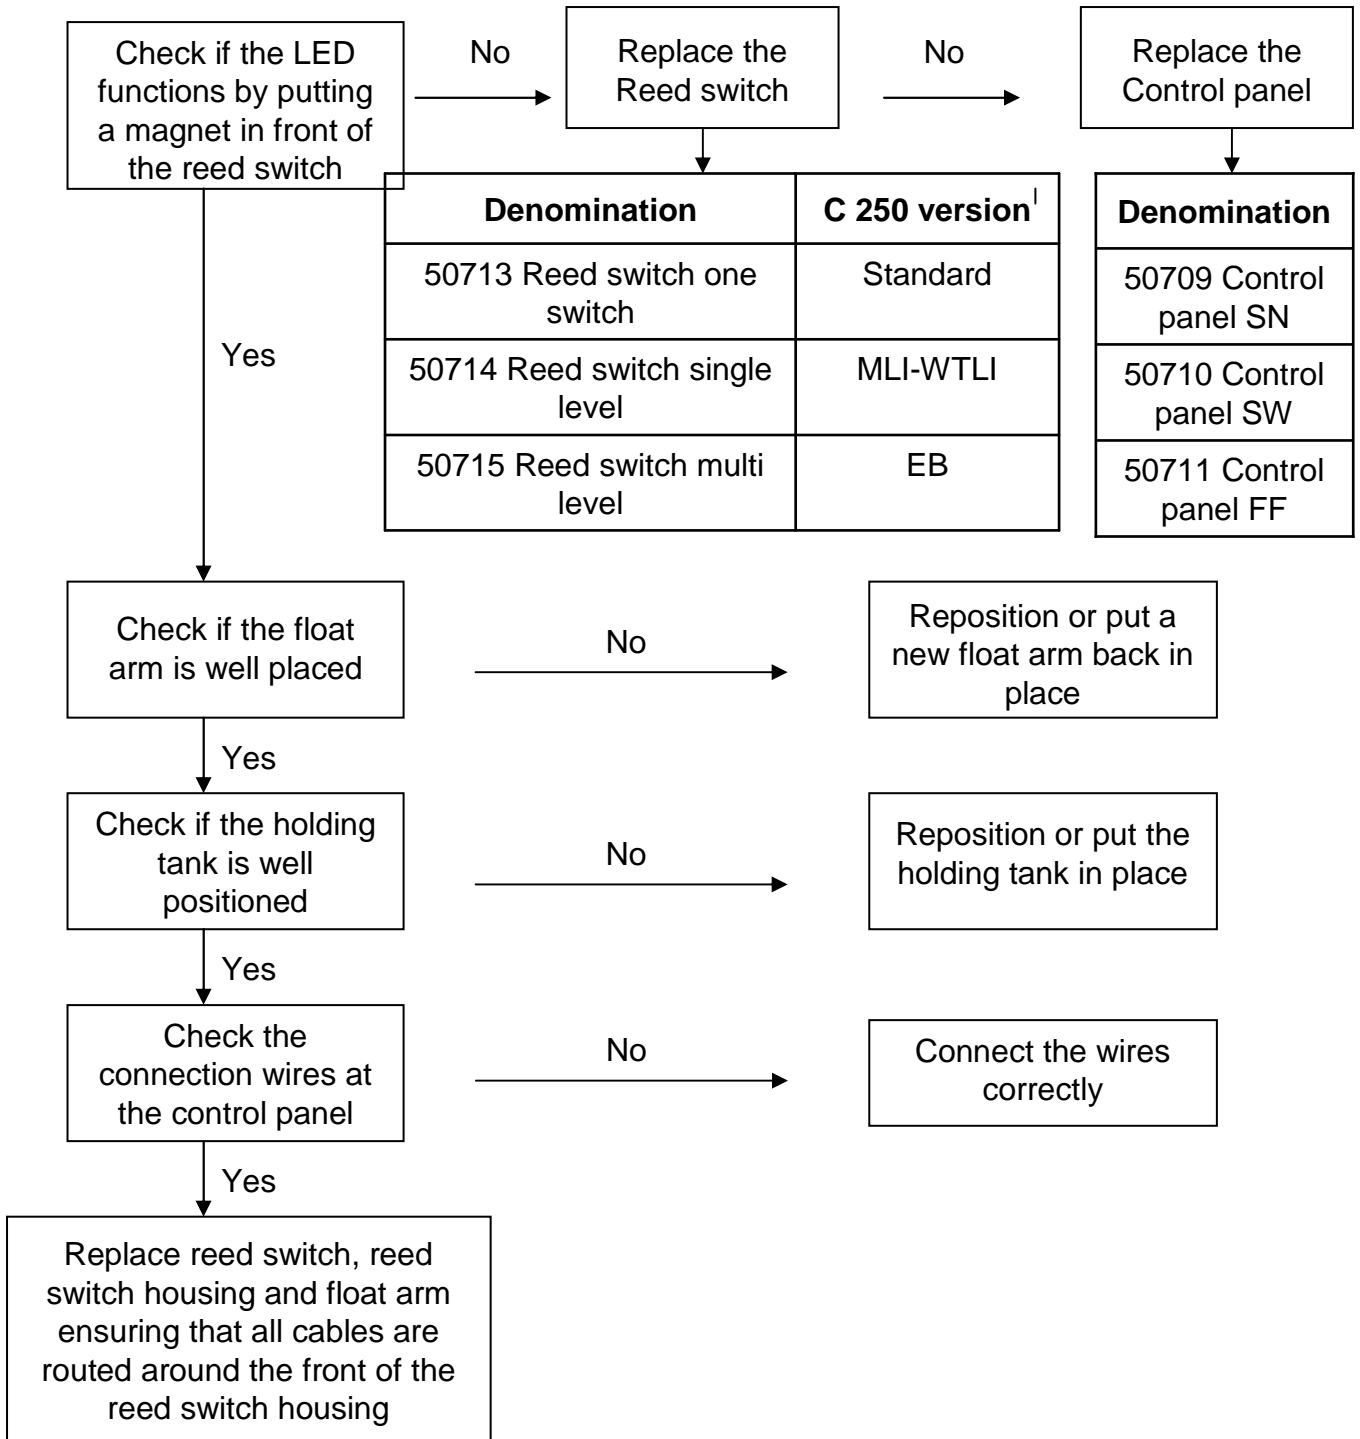 Check if the LED
functions by putting
a magnet in front of
the reed switch
No
Replace the
Reed switch
No
Replace the
Control panel
Denomination
C 250 version
50713 Reed switch one
switch
Standard
50714 Reed switch single
level
MLI-WTLI
50715 Reed switch multi
level
EB
Denomination
50709 Control
panel SN
50710 Control
panel SW
50711 Control
panel FF
Yes
Check if the float
arm is well placed
No
Reposition or put a
new float arm back in
place
Yes
Check if the holding
tank is well
positioned
No
Reposition or put the
holding tank in place
Yes
Check the
connection wires at
the control panel
No
Connect the wires
correctly
Yes
Replace reed switch, reed
switch housing and float arm
ensuring that all cables are
routed around the front of the
reed switch housing